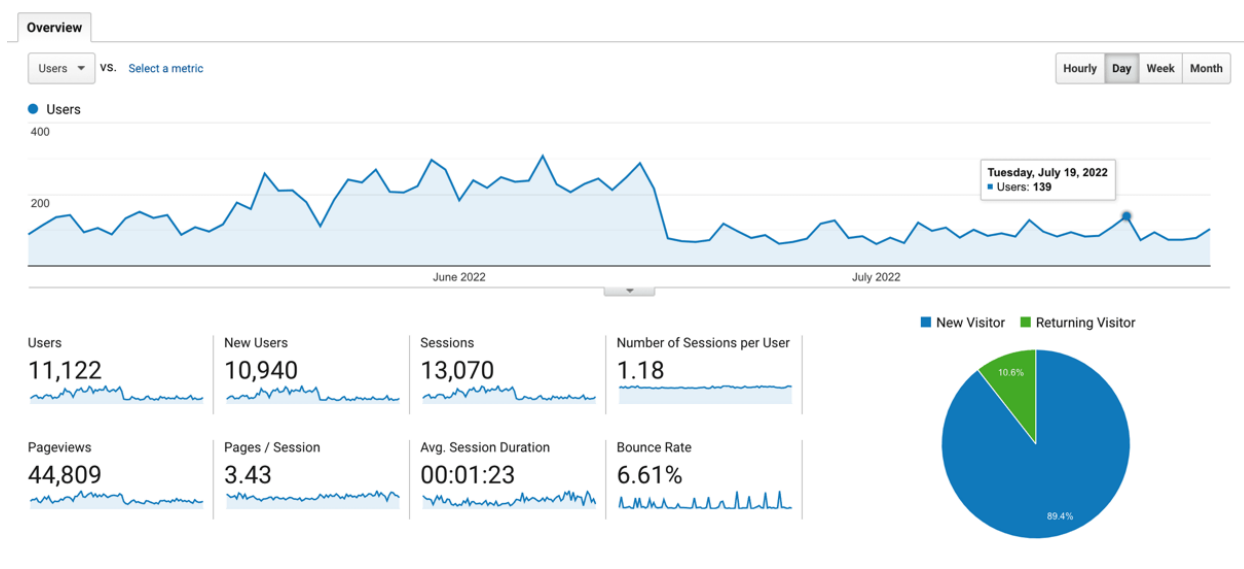 Overview
Users vs. Select a metric
Hourly Day Week Month
Users
400
200
Tuesday, July 19, 2022
Users: 139
June 2022 July 2022
New Visitor Returning Visitor
Users New Users Sessions Number of Sessions per User
11,122 10,940 13,070 1.18
10.6%
Pageviews Pages / Session Avg. Session Duration Bounce Rate
44,809 3.43 00:01:23 6.61%
89.4%